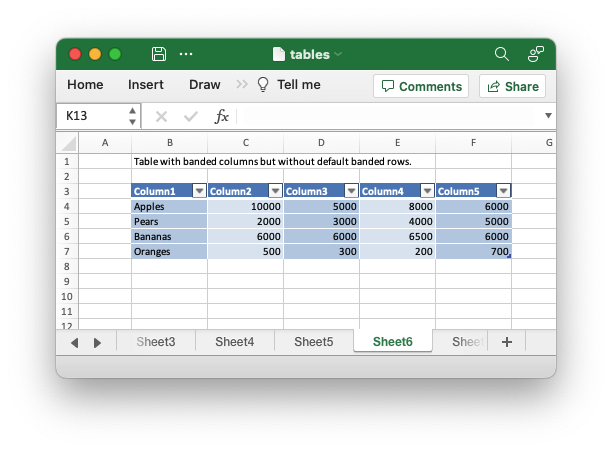 tables
Home Insert Draw Tell me Comments Share
K13 fx
A B C D E F G
1 Table with banded columns but without default banded rows.
2
3 Column1 Column2 Column3 Column4 Column5
4 Apples 10000 5000 8000 6000
5 Pears 2000 3000 4000 5000
6 Bananas 6000 6000 6500 6000
7 Oranges 500 300 200 700
8
9
10
11
12
Sheet3 Sheet4 Sheet5 Sheet6 Shee